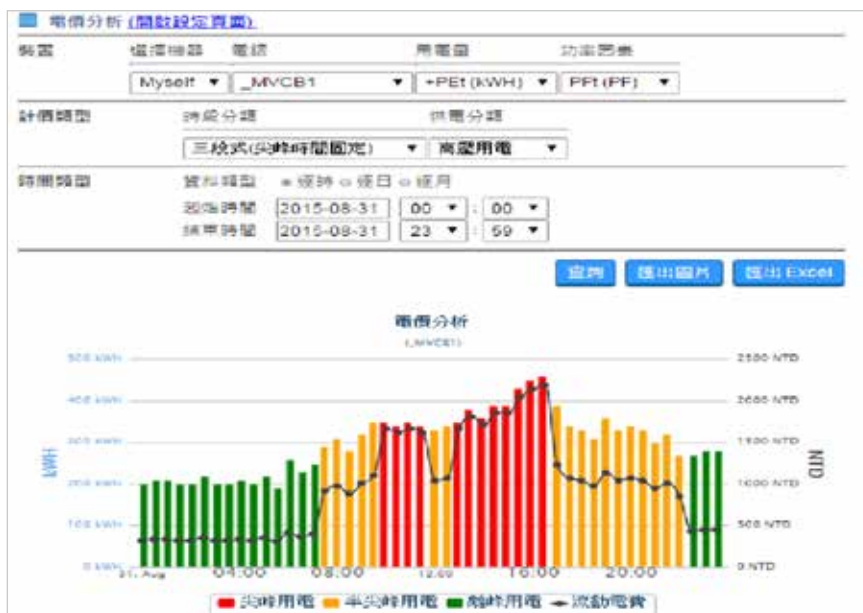 電價分析 (開啟設定頁面)
裝置 選擇機器 電錶 用電量 功率因素
Myself _MVCB1 +PEt (kWH) PFt (PF)
計價類型 時段分類 供電分類
三段式(尖峰時間固定) 高壓用電
時間類型 資料類型 逐時 逐日 逐月
起始時間 2015-08-31 00 : 00
結束時間 2015-08-31 23 : 59
查詢 匯出圖片 匯出 Excel
電價分析
(_MVCB1)
500 kWH 2500 NTD
400 kWH 2000 NTD
300 kWH 1500 NTD
200 kWH 1000 NTD
100 kWH 500 NTD
0 kWH 0 NTD
kWH
NTD
31. Aug 04:00 08:00 12:00 16:00 20:00
尖峰用電 半尖峰用電 離峰用電 流動電費